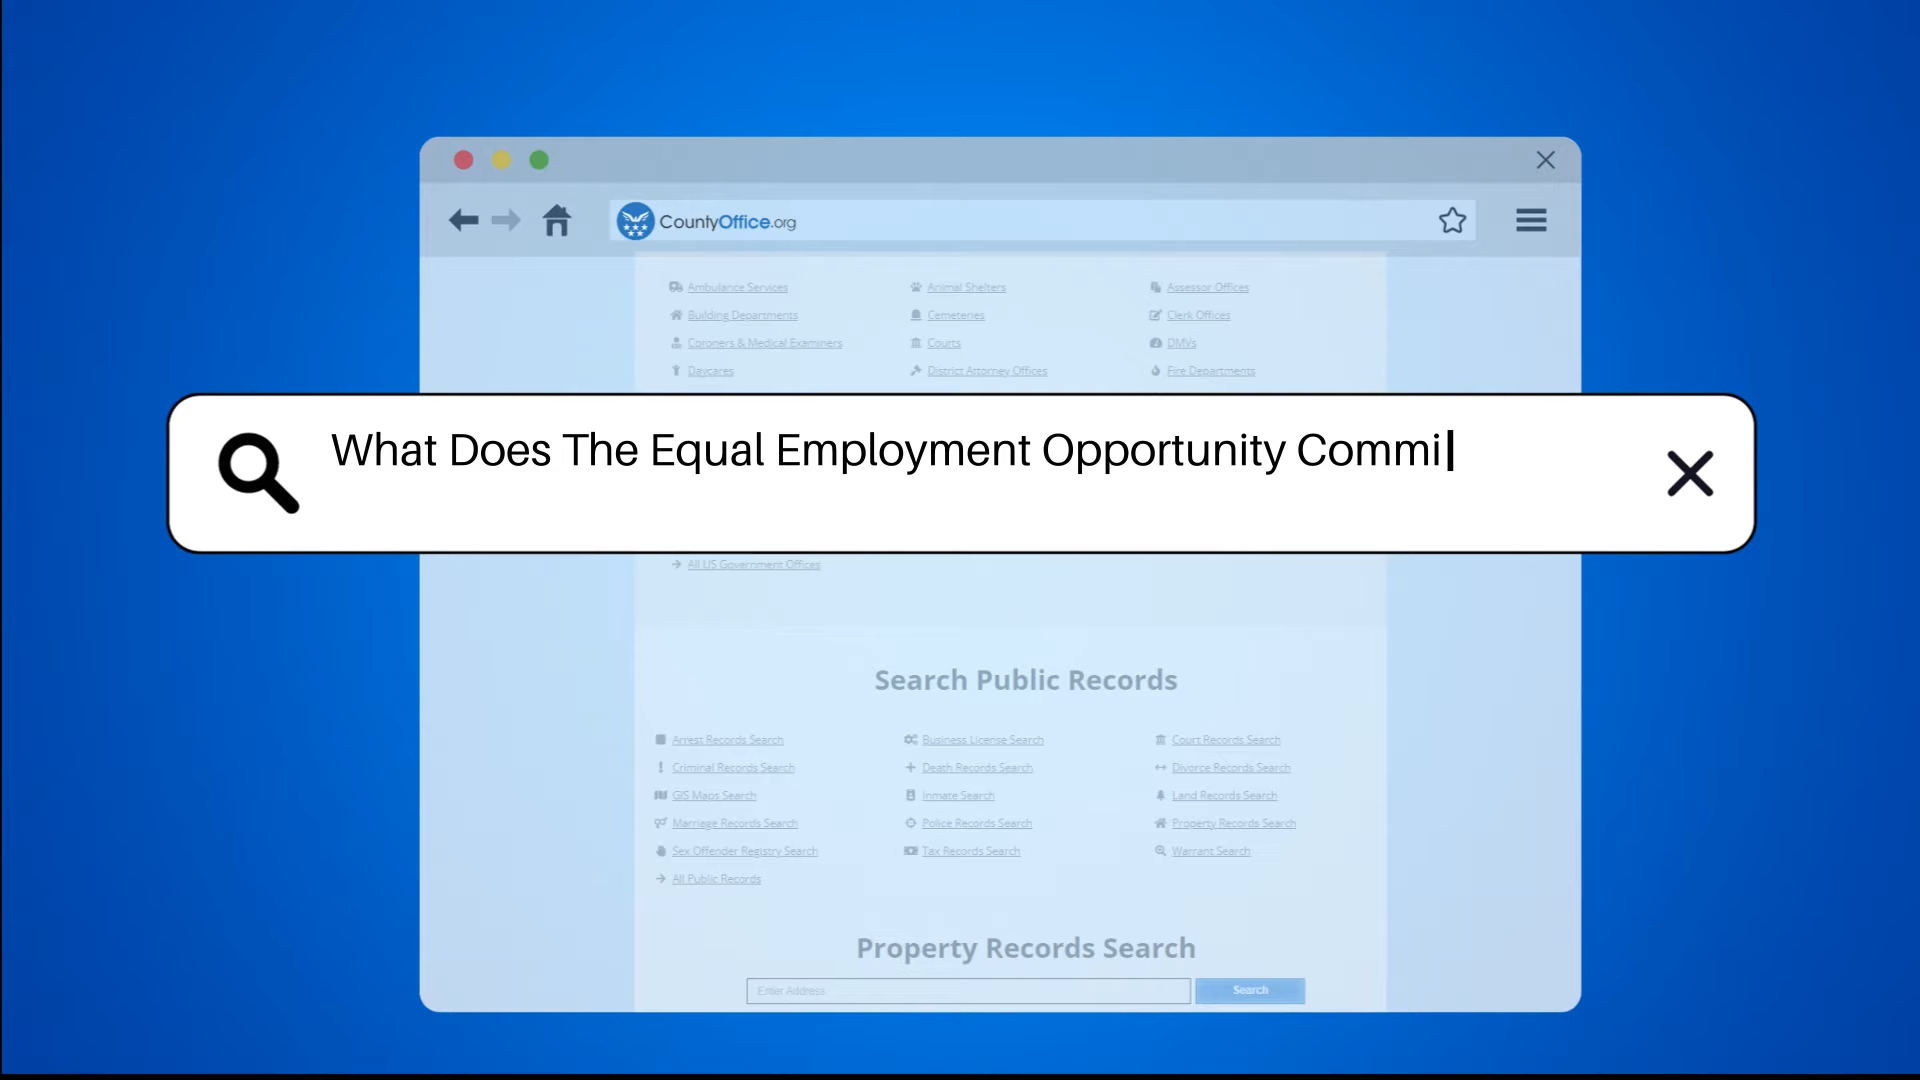 CountyOffice.org
Ambulance Services Animal Shelters Assessor Offices
Building Departments Cemeteries Clerk Offices
Coroners & Medical Examiners Courts DMVs
Daycares District Attorney Offices Fire Departments
What Does The Equal Employment Opportunity Commi
All US Government Offices
Search Public Records
Arrest Records Search Business License Search Court Records Search
Criminal Records Search Death Records Search Divorce Records Search
GIS Maps Search Inmate Search Land Records Search
Marriage Records Search Police Records Search Property Records Search
Sex Offender Registry Search Tax Records Search Warrant Search
All Public Records
Property Records Search
Enter Address Search